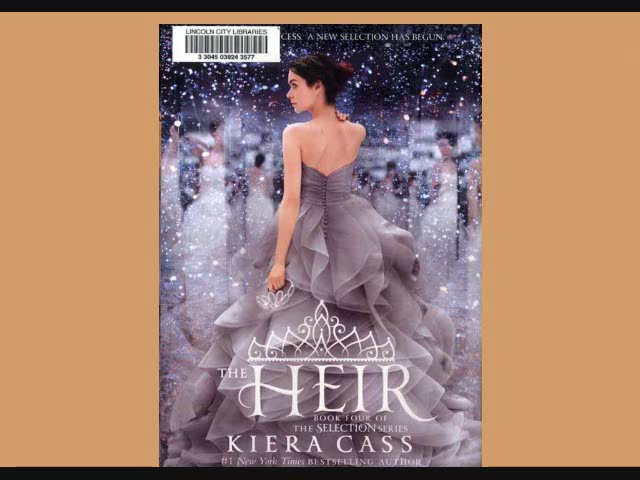 LINCOLN CITY LIBRARIES
3 3045 03924 3577
CESS. A NEW SELECTION HAS BEGUN.
THE
HEIR
BOOK FOUR OF
THE SELECTION SERIES
KIERA CASS
#1 New York Times BESTSELLING AUTHOR